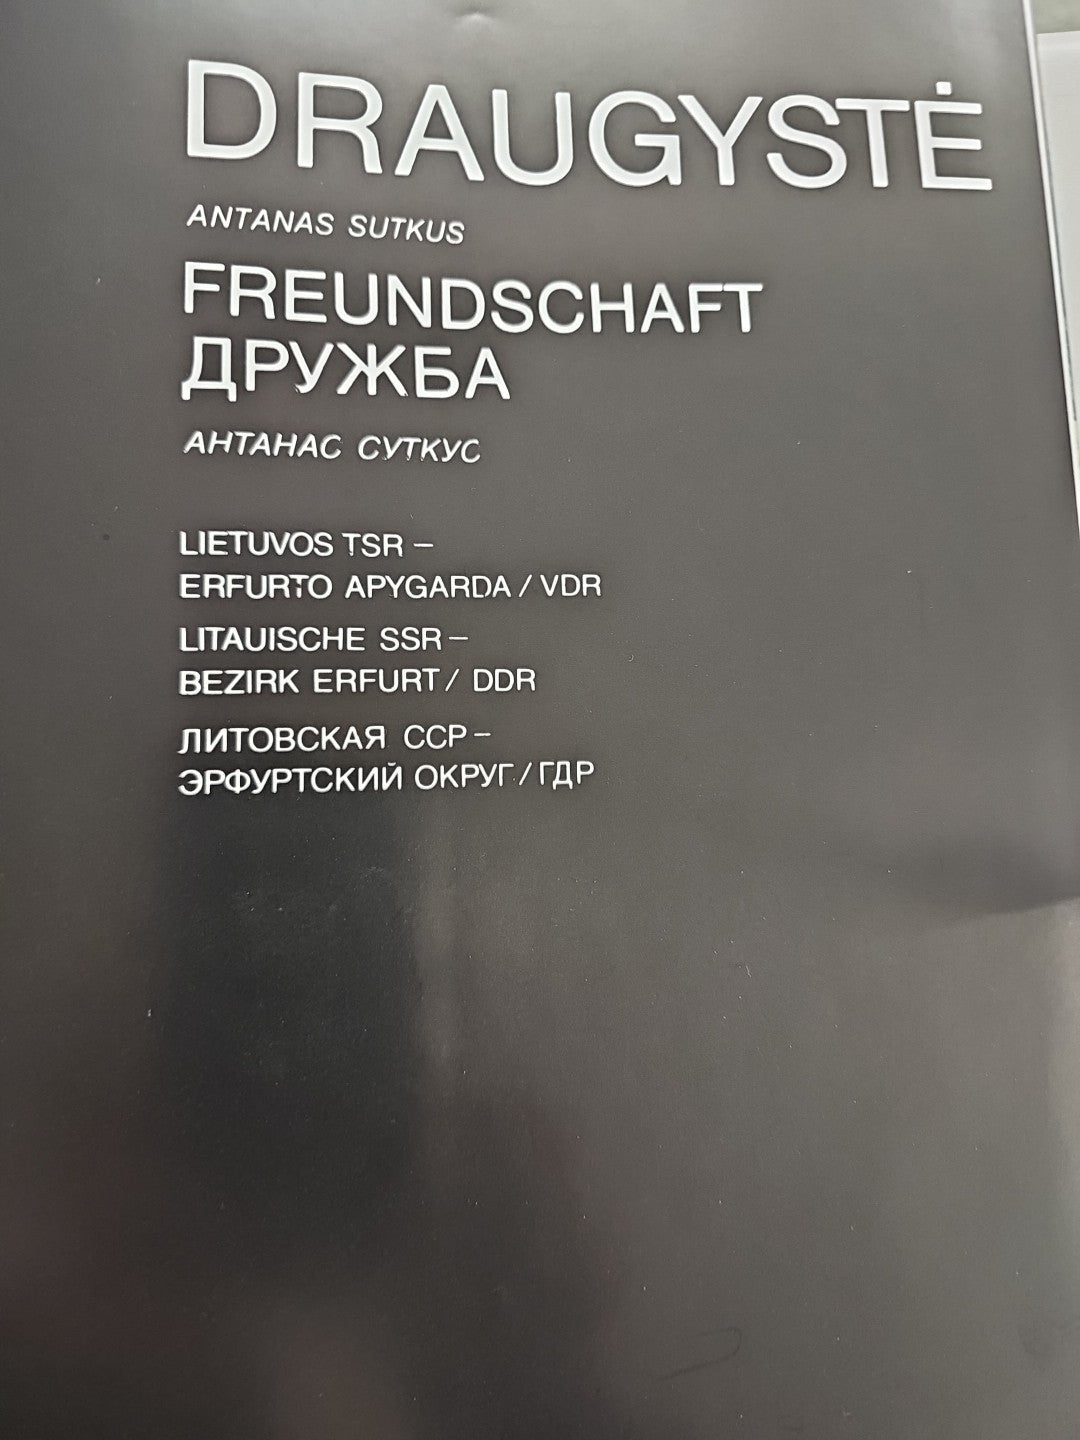 DRAUGYSTĖ
ANTANAS SUTKUS
FREUNDSCHAFT
ДРУЖБА
АНТАНАС СУТКУС
LIETUVOS TSR –
ERFURTO APYGARDA / VDR
LITAUISCHE SSR –
BEZIRK ERFURT / DDR
ЛИТОВСКАЯ ССР –
ЭРФУРТСКИЙ ОКРУГ / ГДР